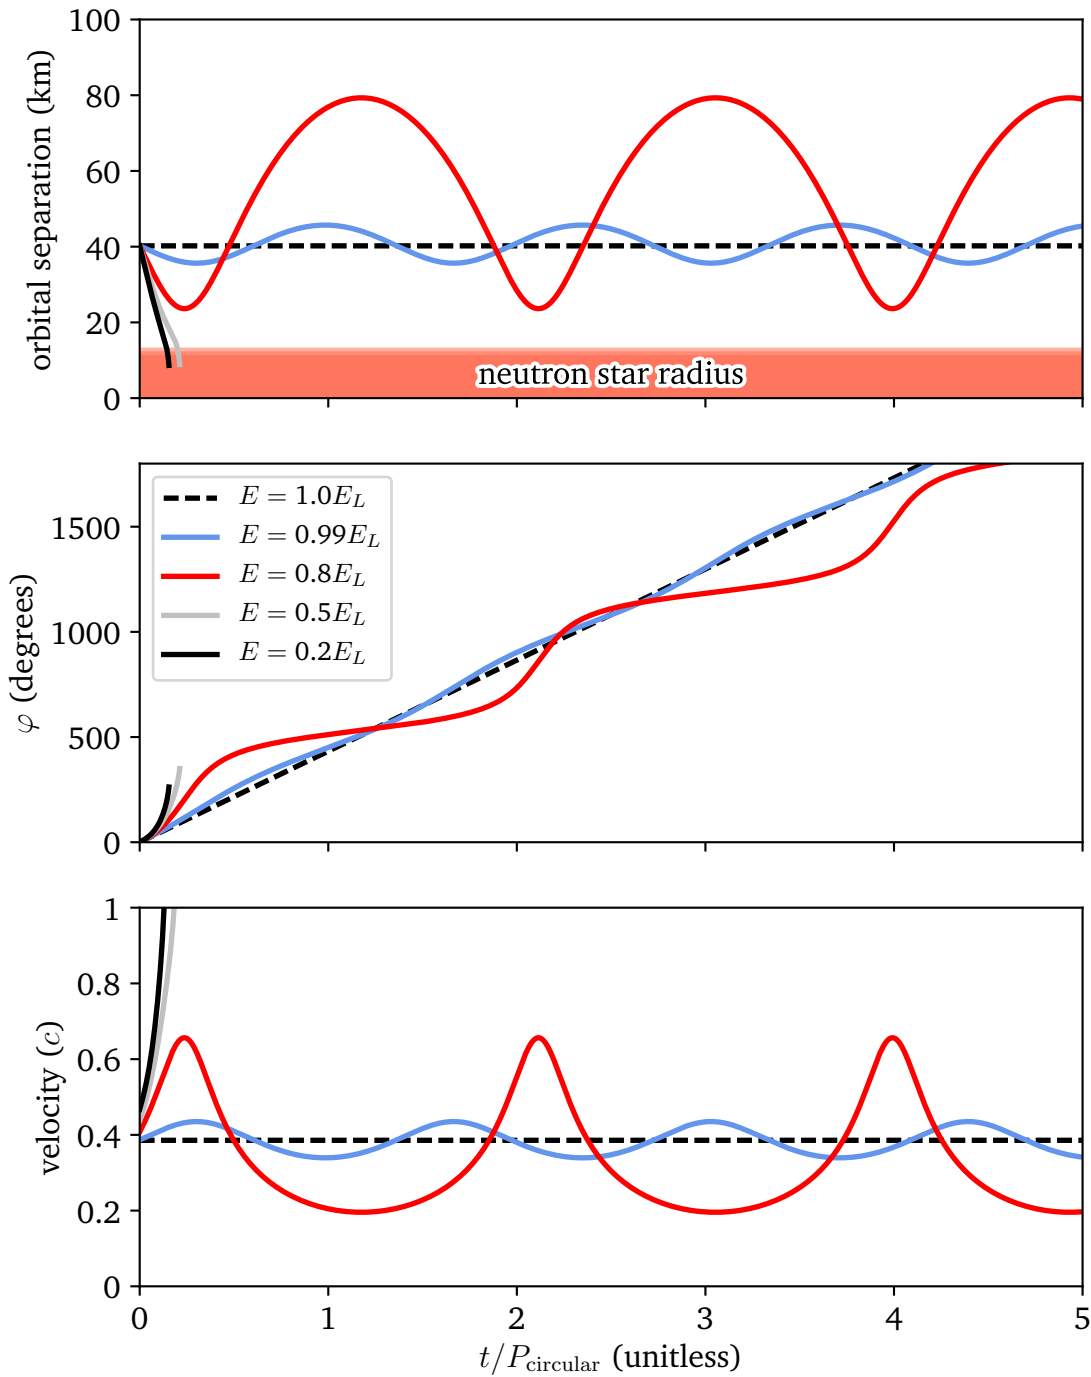 100
80
60
40
20
0
orbital separation (km)
neutron star radius
1500
1000
500
0
φ (degrees)
E = 1.0E_L
E = 0.99E_L
E = 0.8E_L
E = 0.5E_L
E = 0.2E_L
1
0.8
0.6
0.4
0.2
0
velocity (c)
0 1 2 3 4 5
t/P_circular (unitless)